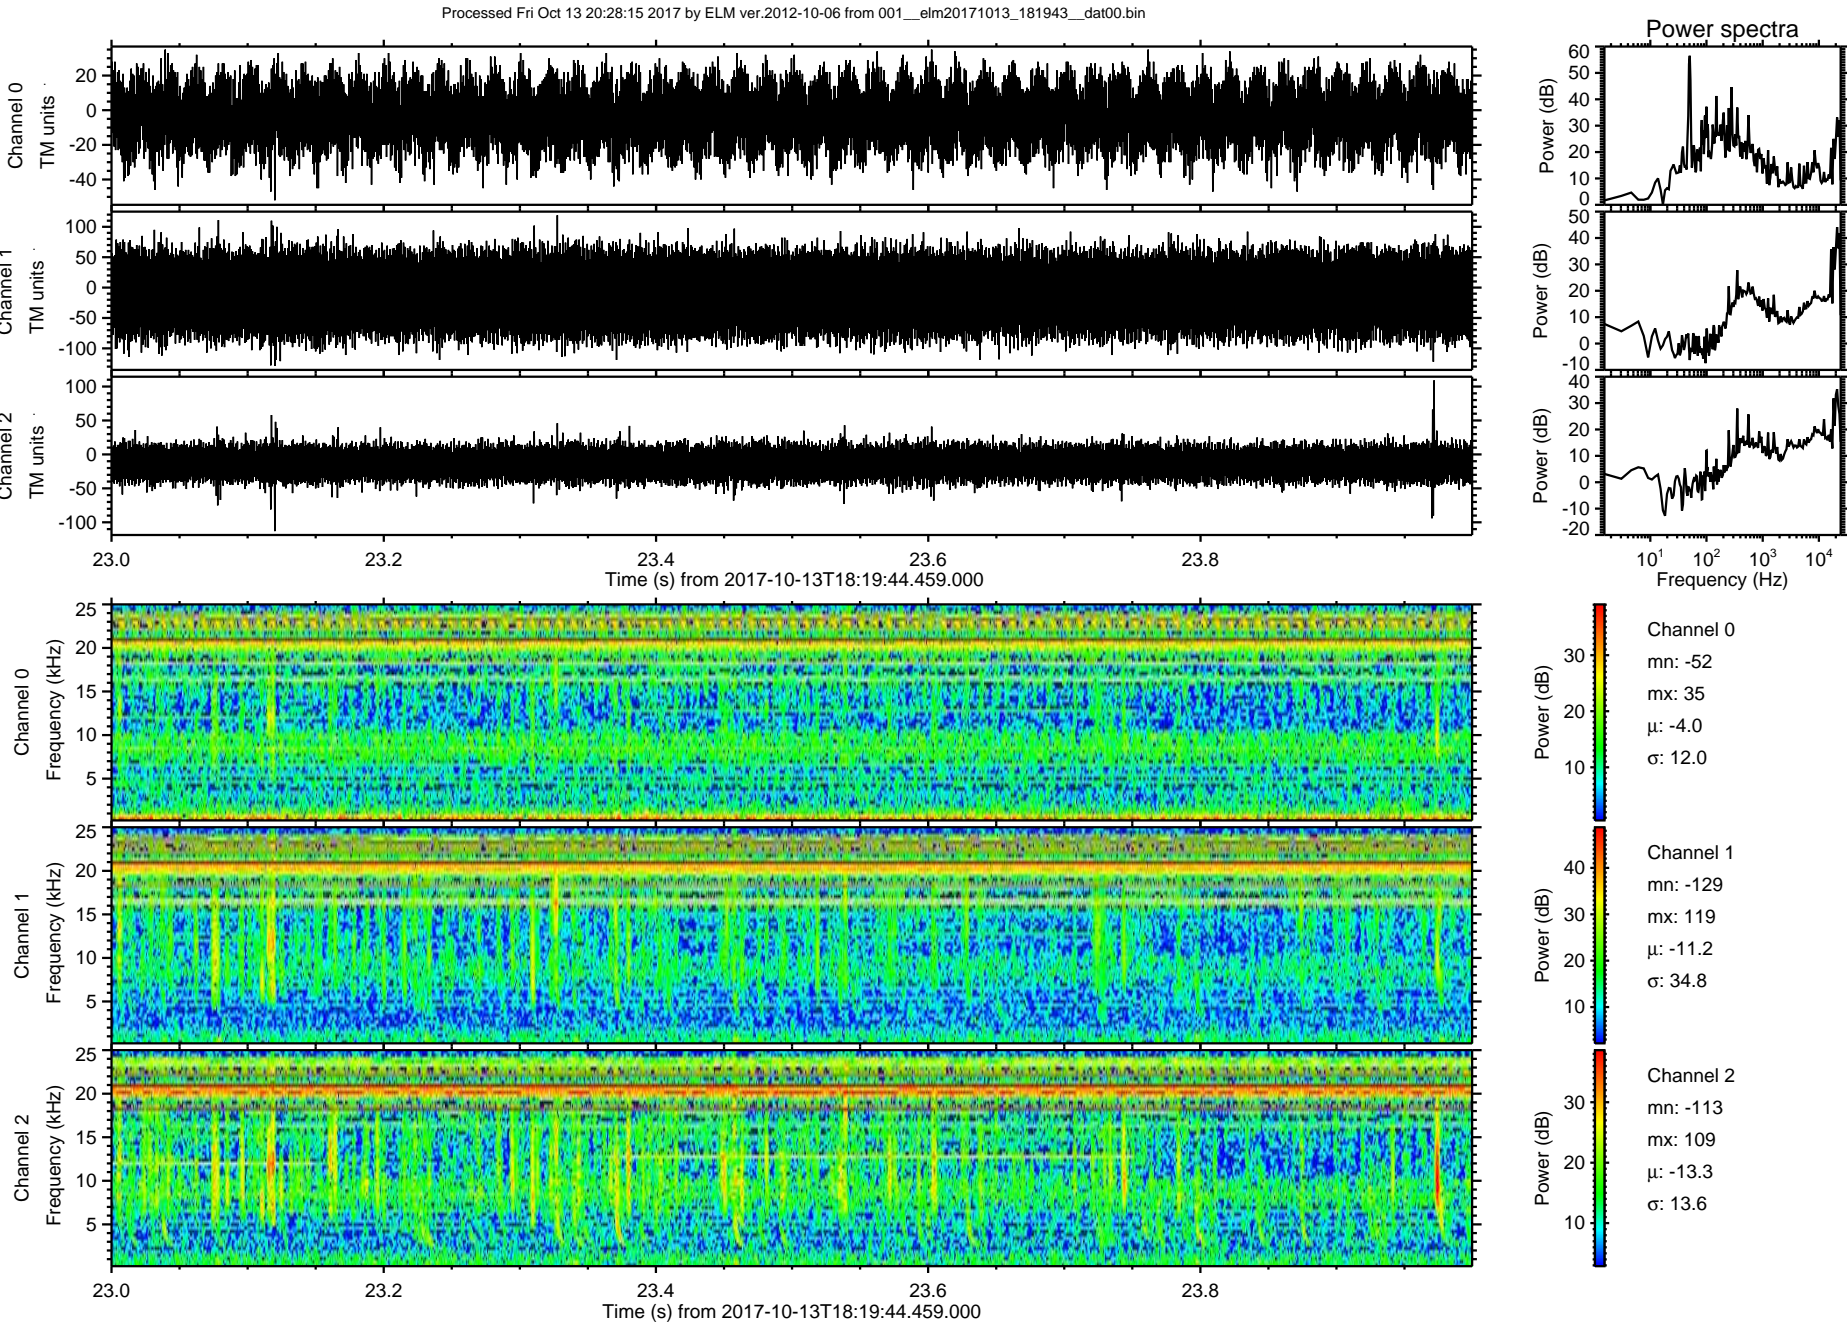 Processed Fri Oct 13 20:28:15 2017 by ELM ver.2012-10-06 from 001__elm20171013_181943__dat00.bin
Power spectra
Channel 0
TM units
20
0
-20
-40
Power (dB)
60
50
40
30
20
10
0
Channel 1
TM units
100
50
0
-50
-100
Power (dB)
50
40
30
20
10
0
-10
Channel 2
TM units
100
50
0
-50
-100
Power (dB)
40
30
20
10
0
-10
-20
23.0 23.2 23.4 23.6 23.8
Time (s) from 2017-10-13T18:19:44.459.000
10^1 10^2 10^3 10^4
Frequency (Hz)
Channel 0
Frequency (kHz)
25
20
15
10
5
Power (dB)
30
20
10
Channel 0
mn: -52
mx: 35
μ: -4.0
σ: 12.0
Channel 1
Frequency (kHz)
25
20
15
10
5
Power (dB)
40
30
20
10
Channel 1
mn: -129
mx: 119
μ: -11.2
σ: 34.8
Channel 2
Frequency (kHz)
25
20
15
10
5
Power (dB)
30
20
10
Channel 2
mn: -113
mx: 109
μ: -13.3
σ: 13.6
23.0 23.2 23.4 23.6 23.8
Time (s) from 2017-10-13T18:19:44.459.000